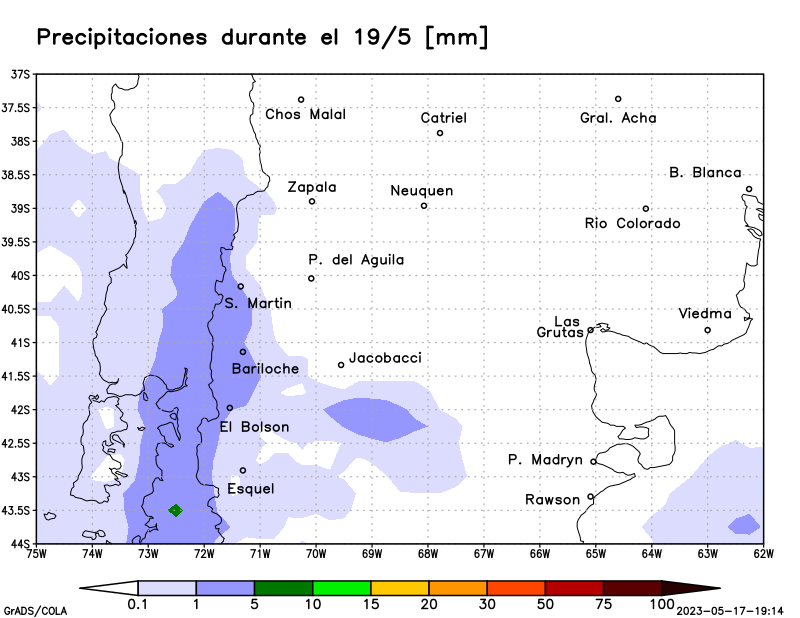 Precipitaciones durante el 19/5 [mm]
37S
37.5S
38S
38.5S
39S
39.5S
40S
40.5S
41S
41.5S
42S
42.5S
43S
43.5S
44S
Chos Malal
Catriel
Gral. Acha
B. Blanca
Zapala
Neuquen
Rio Colorado
P. del Aguila
S. Martin
Las
Grutas
Viedma
Bariloche
Jacobacci
El Bolson
Esquel
P. Madryn
Rawson
75W 74W 73W 72W 71W 70W 69W 68W 67W 66W 65W 64W 63W 62W
0.1 1 5 10 15 20 30 50 75 100
GrADS/COLA
2023-05-17-19:14